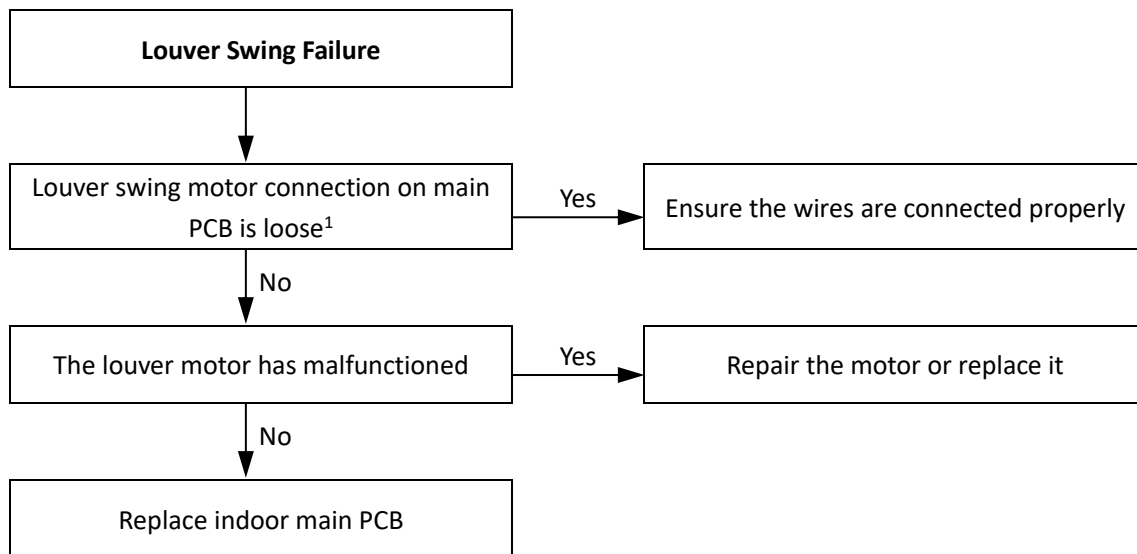 Louver Swing Failure
Louver swing motor connection on main
PCB is loose¹
Yes
Ensure the wires are connected properly
No
The louver motor has malfunctioned
Yes
Repair the motor or replace it
No
Replace indoor main PCB